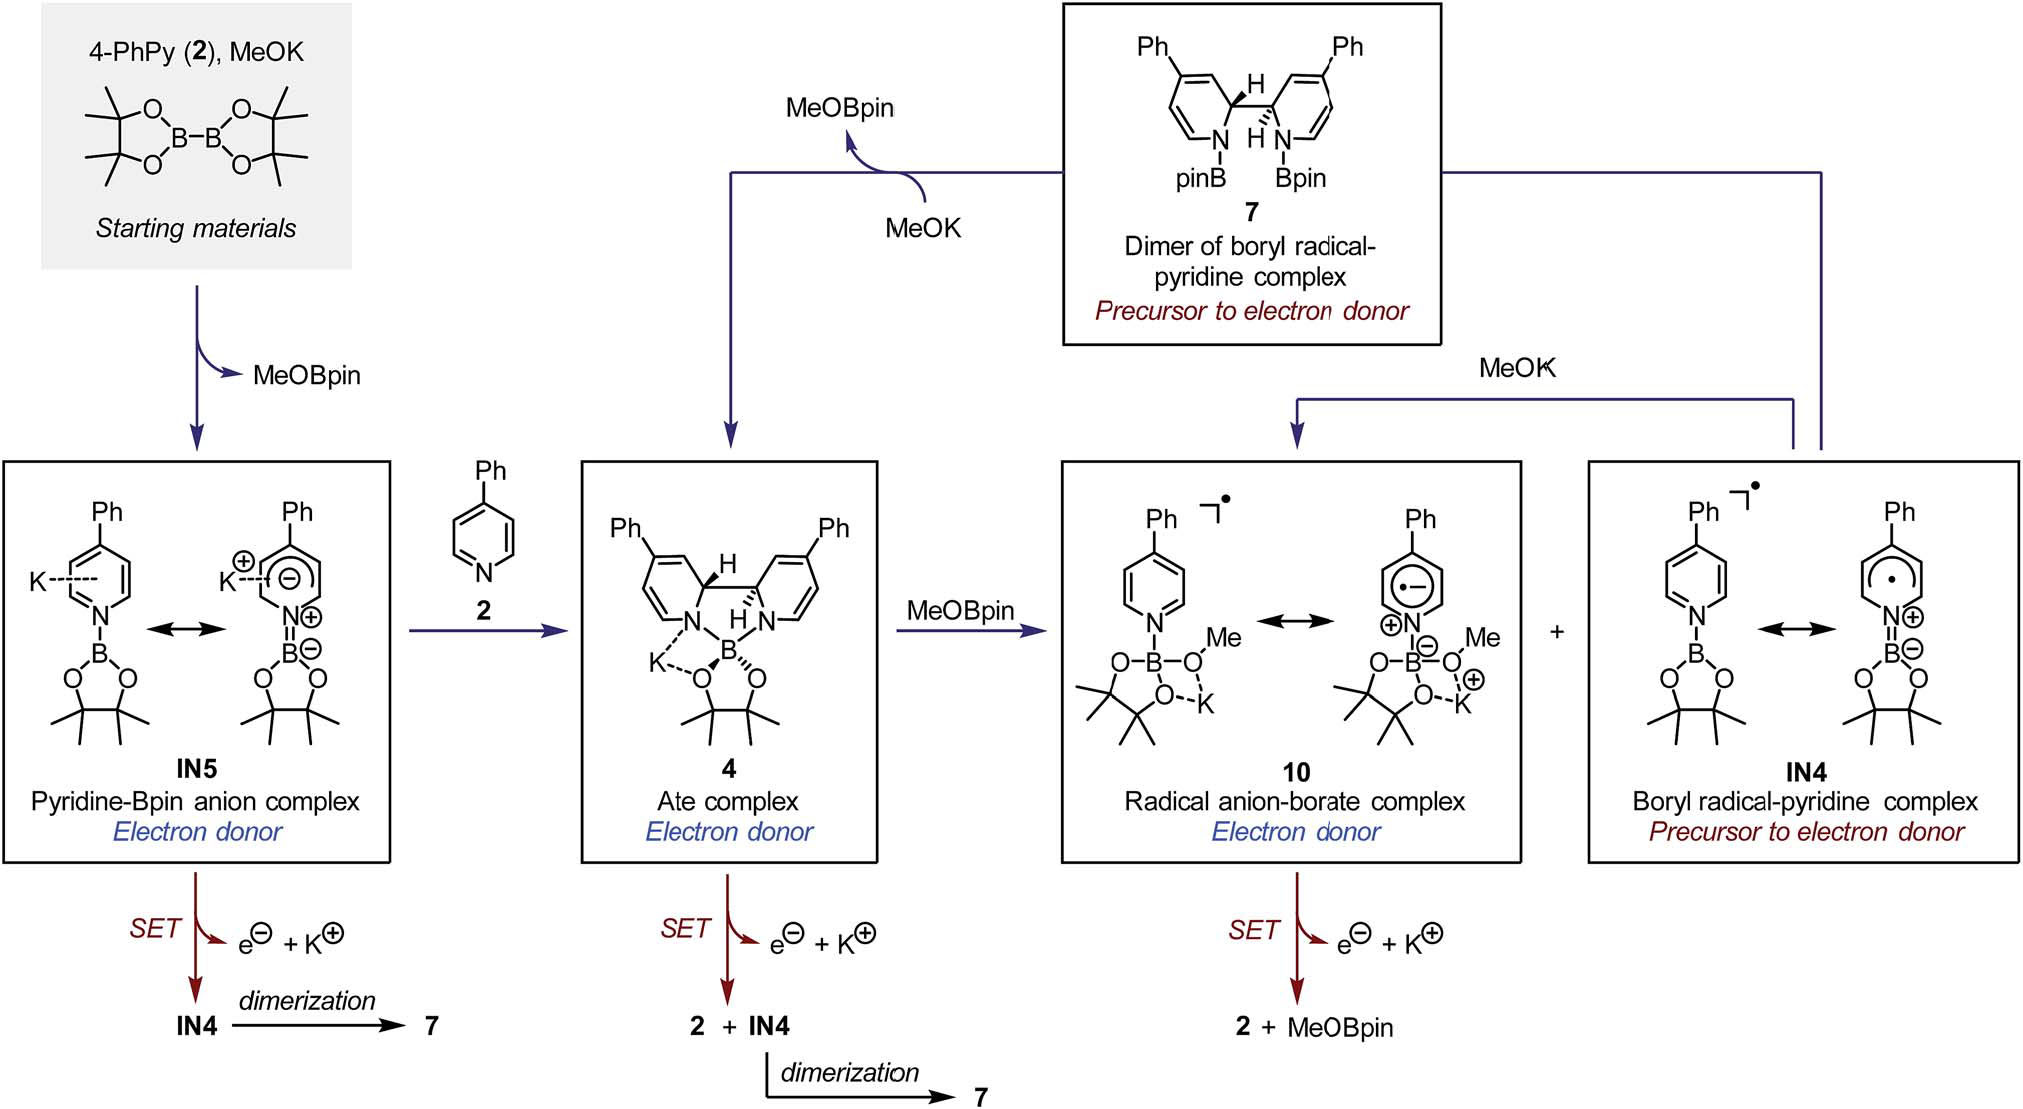 4-PhPy (2), MeOK
O
O
B
B
O
O
Starting materials
MeOBpin
MeOBpin
MeOK
Ph
Ph
H
H
N
N
pinB
Bpin
7
Dimer of boryl radical-
pyridine complex
Precursor to electron donor
MeOK
Ph
K
N
B
O
O
Ph
K⊕
⊖
N⊕
B⊖
O
O
IN5
Pyridine-Bpin anion complex
Electron donor
Ph
N
2
Ph
Ph
H
H
N
N
B
K
O
O
4
Ate complex
Electron donor
MeOBpin
Ph
N
Me
O
B
O
O
K
Ph
•−
⊕N
⊖
Me
O
B
O
⊕
O
K
10
Radical anion-borate complex
Electron donor
+
Ph
N
B
O
O
Ph
N⊕
B⊖
O
O
IN4
Boryl radical-pyridine complex
Precursor to electron donor
SET
e⊖ + K⊕
IN4
dimerization
7
SET
e⊖ + K⊕
2 + IN4
dimerization
7
SET
e⊖ + K⊕
2 + MeOBpin